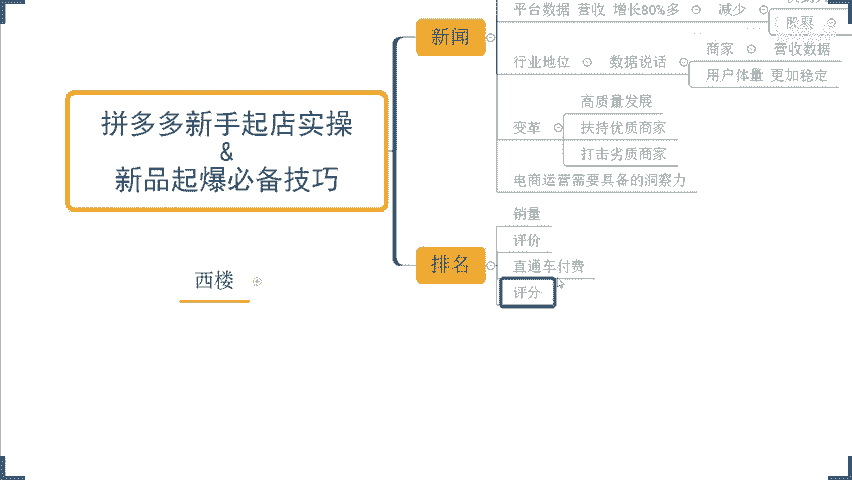 平台数据 营收 增长80%多 减少
股票
新闻
行业地位 数据说话
商家 营收数据
用户体量 更加稳定
变革
高质量发展
扶持优质商家
打击劣质商家
电商运营需要具备的洞察力
拼多多新手起店实操
&
新品起爆必备技巧
西楼
排名
销量
评价
直通车付费
评分